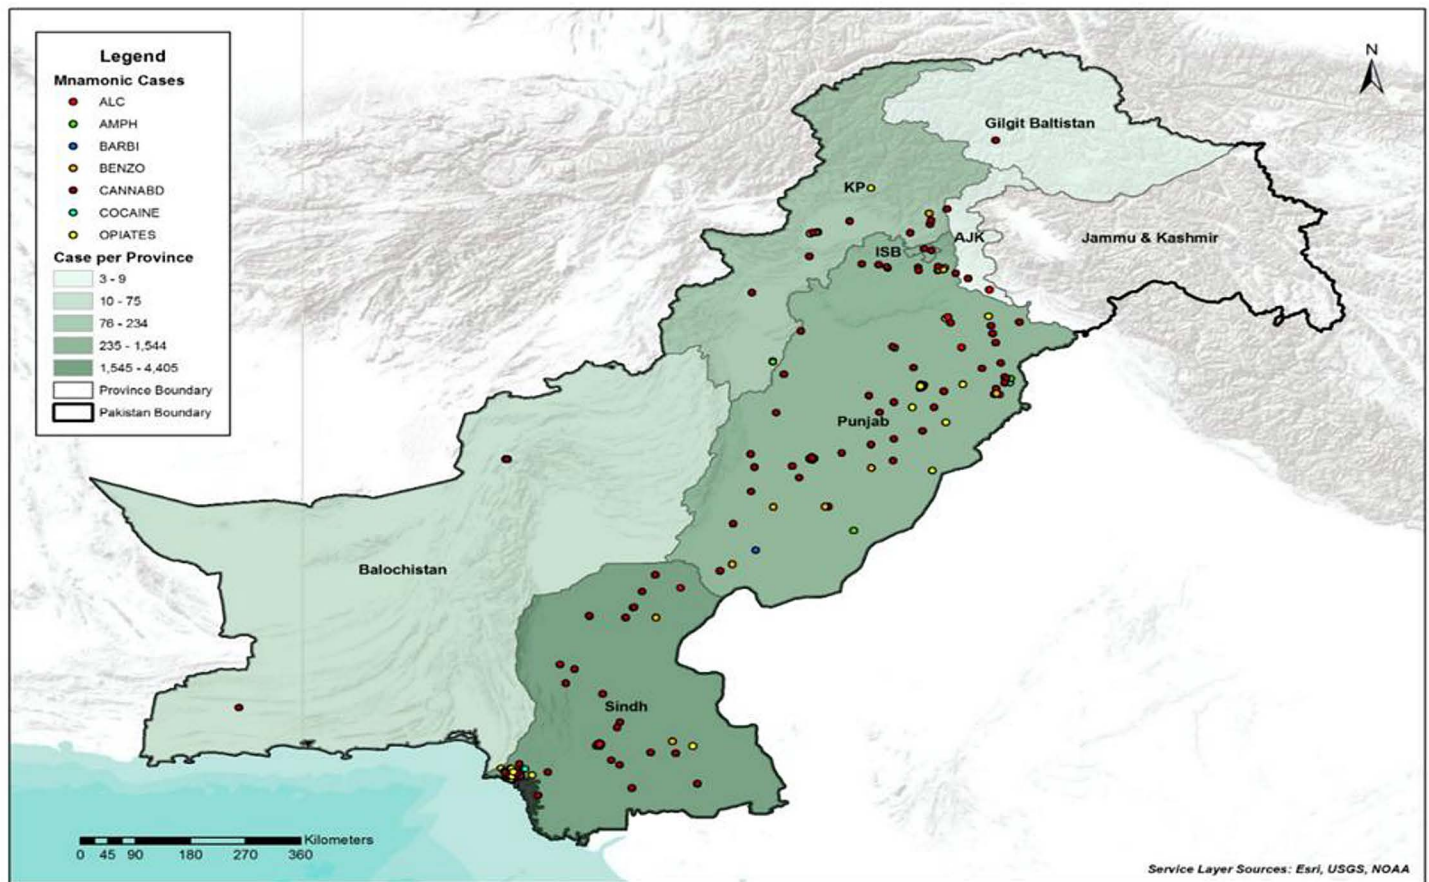 Legend
Mnamonic Cases
ALC
AMPH
BARBI
BENZO
CANNABD
COCAINE
OPIATES
Case per Province
3 - 9
10 - 75
76 - 234
235 - 1,544
1,545 - 4,405
Province Boundary
Pakistan Boundary
N
Gilgit Baltistan
KP
AJK
ISB
Jammu & Kashmir
Punjab
Balochistan
Sindh
Kilometers
0 45 90 180 270 360
Service Layer Sources: Esri, USGS, NOAA